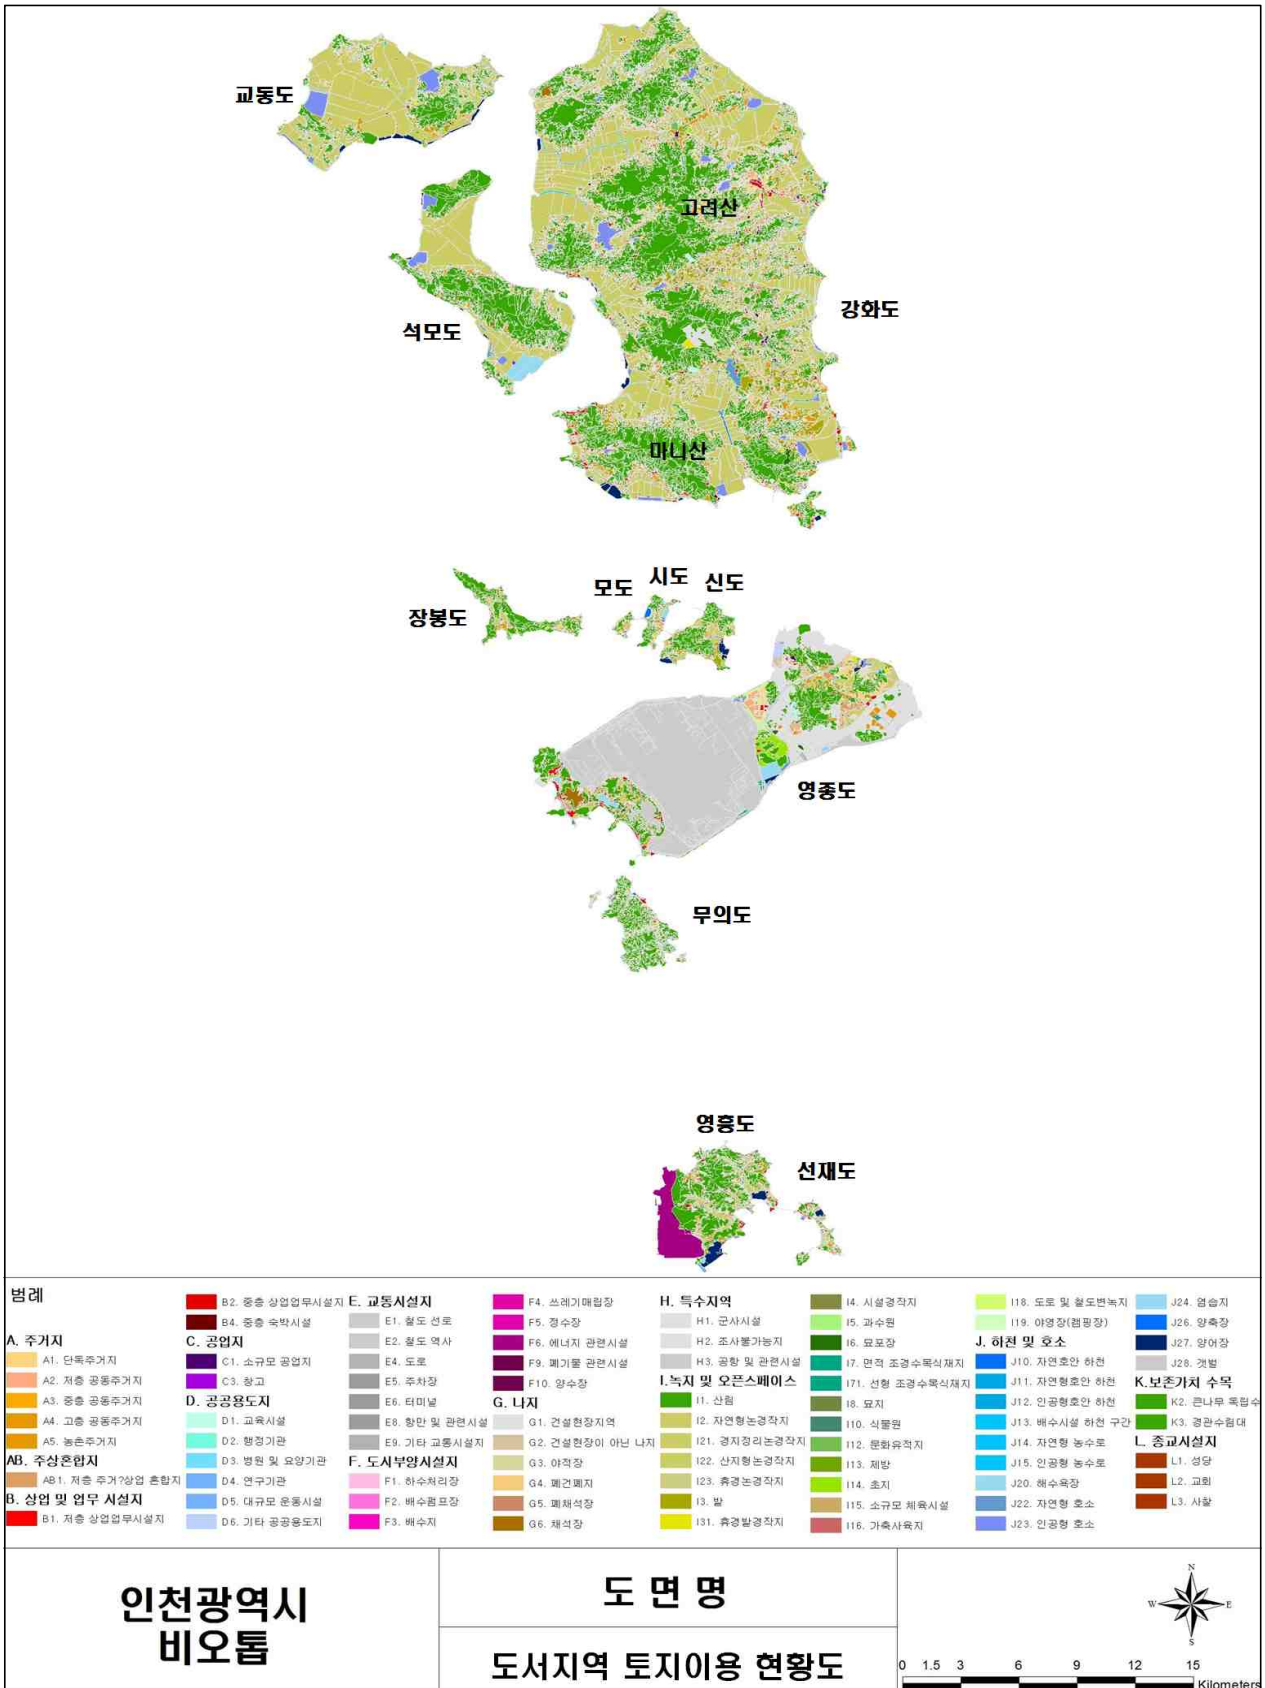 교동도
고려산
강화도
석모도
마니산
장봉도
모도
시도
신도
영종도
무의도
영흥도
선재도
범례
A. 주거지
A1. 단독주거지
A2. 저층 공동주거지
A3. 중층 공동주거지
A4. 고층 공동주거지
A5. 농촌주거지
AB. 주상혼합지
AB1. 저층 주거?상업 혼합지
B. 상업 및 업무 시설지
B1. 저층 상업업무시설지
B2. 중층 상업업무시설지
B4. 중층 숙박시설
C. 공업지
C1. 소규모 공업지
C3. 창고
D. 공공용도지
D1. 교육시설
D2. 행정기관
D3. 병원 및 요양기관
D4. 연구기관
D5. 대규모 운동시설
D6. 기타 공공용도지
E. 교통시설지
E1. 철도 선로
E2. 철도 역사
E4. 도로
E5. 주차장
E6. 터미널
E8. 항만 및 관련시설
E9. 기타 교통시설지
F. 도시부양시설지
F1. 하수처리장
F2. 배수펌프장
F3. 배수지
F4. 쓰레기매립장
F5. 정수장
F6. 에너지 관련시설
F9. 폐기물 관련시설
F10. 양수장
G. 나지
G1. 건설현장지역
G2. 건설현장이 아닌 나지
G3. 야적장
G4. 폐건폐지
G5. 폐채석장
G6. 채석장
H. 특수지역
H1. 군사시설
H2. 조사불가능지
H3. 공항 및 관련시설
I.녹지 및 오픈스페이스
I1. 산림
I2. 자연형논경작지
I21. 경지정리논경작지
I22. 산지형논경작지
I23. 휴경논경작지
I3. 밭
I31. 휴경밭경작지
I4. 시설경작지
I5. 과수원
I6. 묘포장
I7. 면적 조경수목식재지
I71. 선형 조경수목식재지
I8. 묘지
I10. 식물원
I12. 문화유적지
I13. 제방
I14. 초지
I15. 소규모 체육시설
I16. 가축사육지
I18. 도로 및 철도변녹지
I19. 야영장(캠핑장)
J. 하천 및 호소
J10. 자연호안 하천
J11. 자연형호안 하천
J12. 인공형호안 하천
J13. 배수시설 하천 구간
J14. 자연형 농수로
J15. 인공형 농수로
J20. 해수욕장
J22. 자연형 호소
J23. 인공형 호소
J24. 염습지
J26. 양축장
J27. 양어장
J28. 갯벌
K.보존가치 수목
K2. 큰나무 독립수
K3. 경관수림대
L. 종교시설지
L1. 성당
L2. 교회
L3. 사찰
인천광역시
비오톱
도 면 명
도서지역 토지이용 현황도
N
W
E
S
0 1.5 3 6 9 12 15
Kilometers